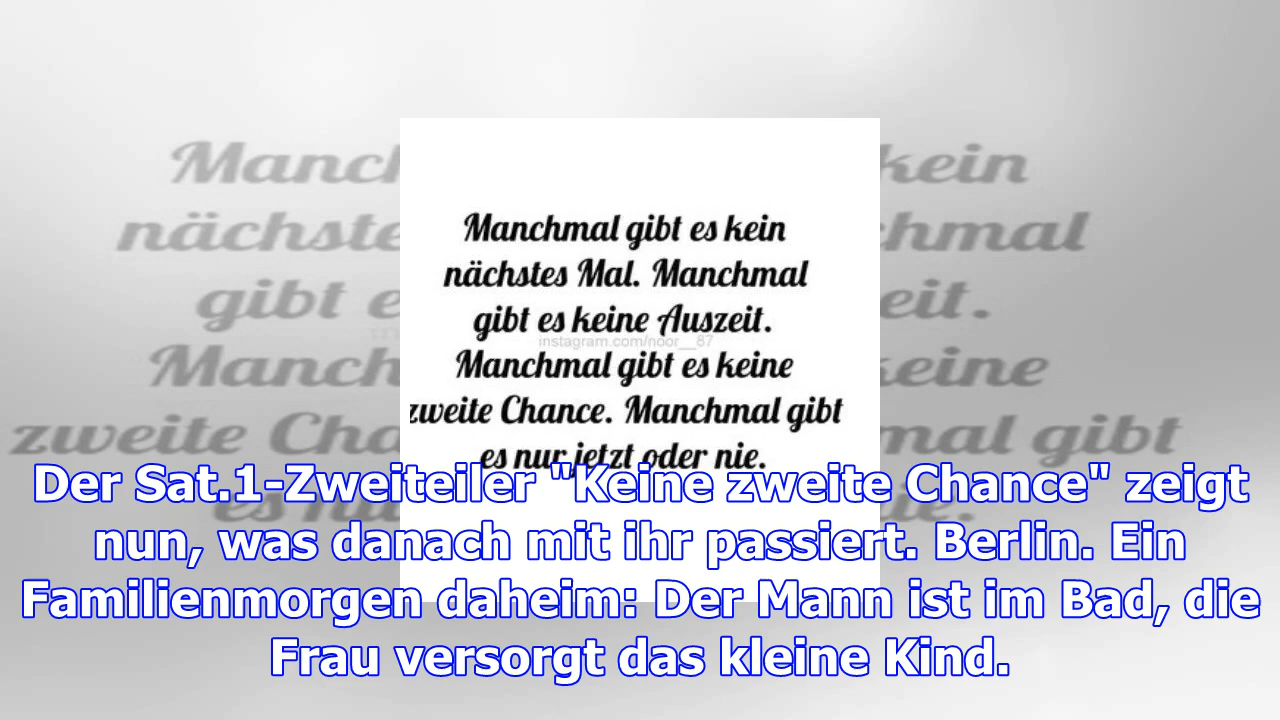 Manchmal gibt es kein
nächstes Mal. Manchmal
gibt es keine Auszeit.
instagram.com/noor__87
Manchmal gibt es keine
zweite Chance. Manchmal gibt
es nur jetzt oder nie.
Der Sat.1-Zweiteiler "Keine zweite Chance" zeigt
nun, was danach mit ihr passiert. Berlin. Ein
Familienmorgen daheim: Der Mann ist im Bad, die
Frau versorgt das kleine Kind.